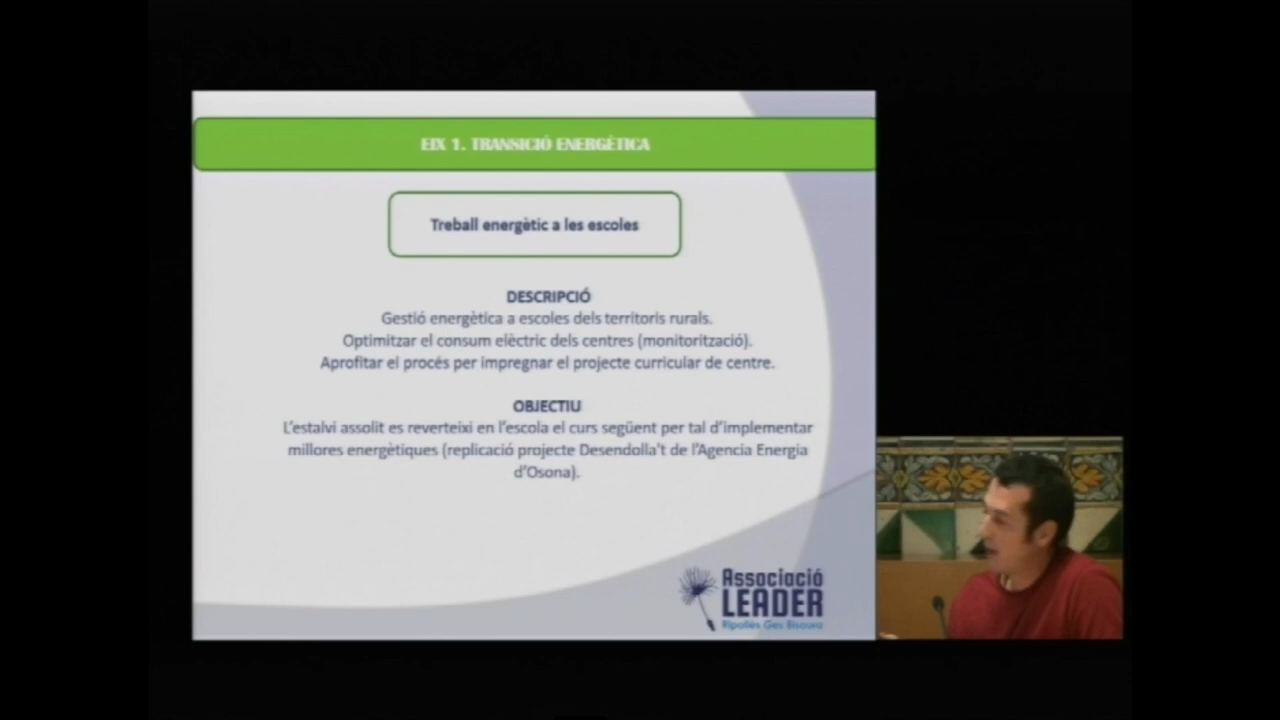 EIX 1. TRANSICIÓ ENERGÈTICA
Treball energètic a les escoles
DESCRIPCIÓ
Gestió energètica a escoles dels territoris rurals.
Optimitzar el consum elèctric dels centres (monitorització).
Aprofitar el procés per impregnar el projecte curricular de centre.
OBJECTIU
L'estalvi assolit es reverteixi en l'escola el curs següent per tal d'implementar
millores energètiques (replicació projecte Desendolla't de l'Agencia Energia
d'Osona).
Associació
LEADER
Ripollès Ges Bisaura